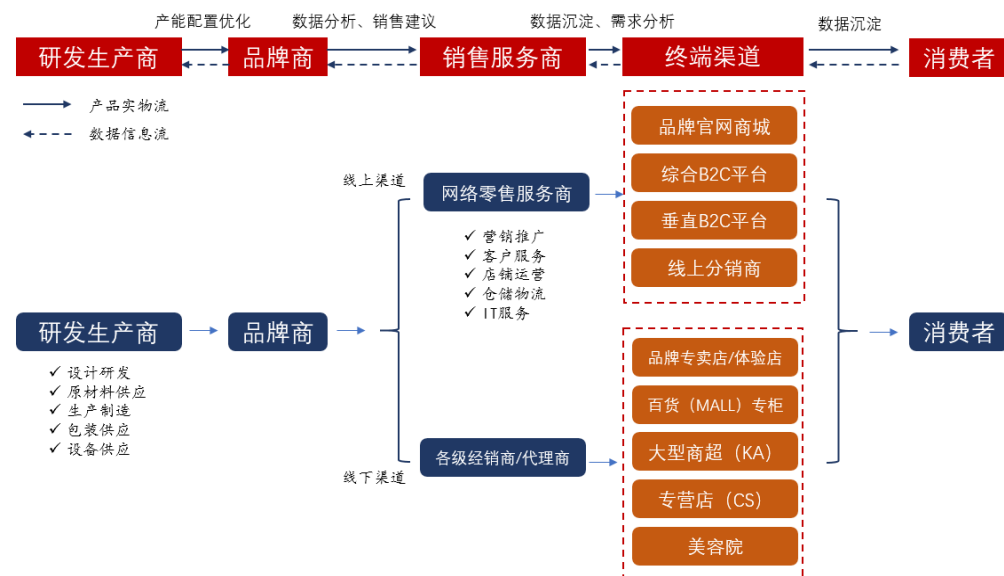 产能配置优化
数据分析、销售建议
数据沉淀、需求分析
数据沉淀
研发生产商
品牌商
销售服务商
终端渠道
消费者
产品实物流
数据信息流
线上渠道
网络零售服务商
✓ 营销推广
✓ 客户服务
✓ 店铺运营
✓ 仓储物流
✓ IT服务
品牌官网商城
综合B2C平台
垂直B2C平台
线上分销商
研发生产商
✓ 设计研发
✓ 原材料供应
✓ 生产制造
✓ 包装供应
✓ 设备供应
品牌商
消费者
线下渠道
各级经销商/代理商
品牌专卖店/体验店
百货（MALL）专柜
大型商超（KA）
专营店（CS）
美容院